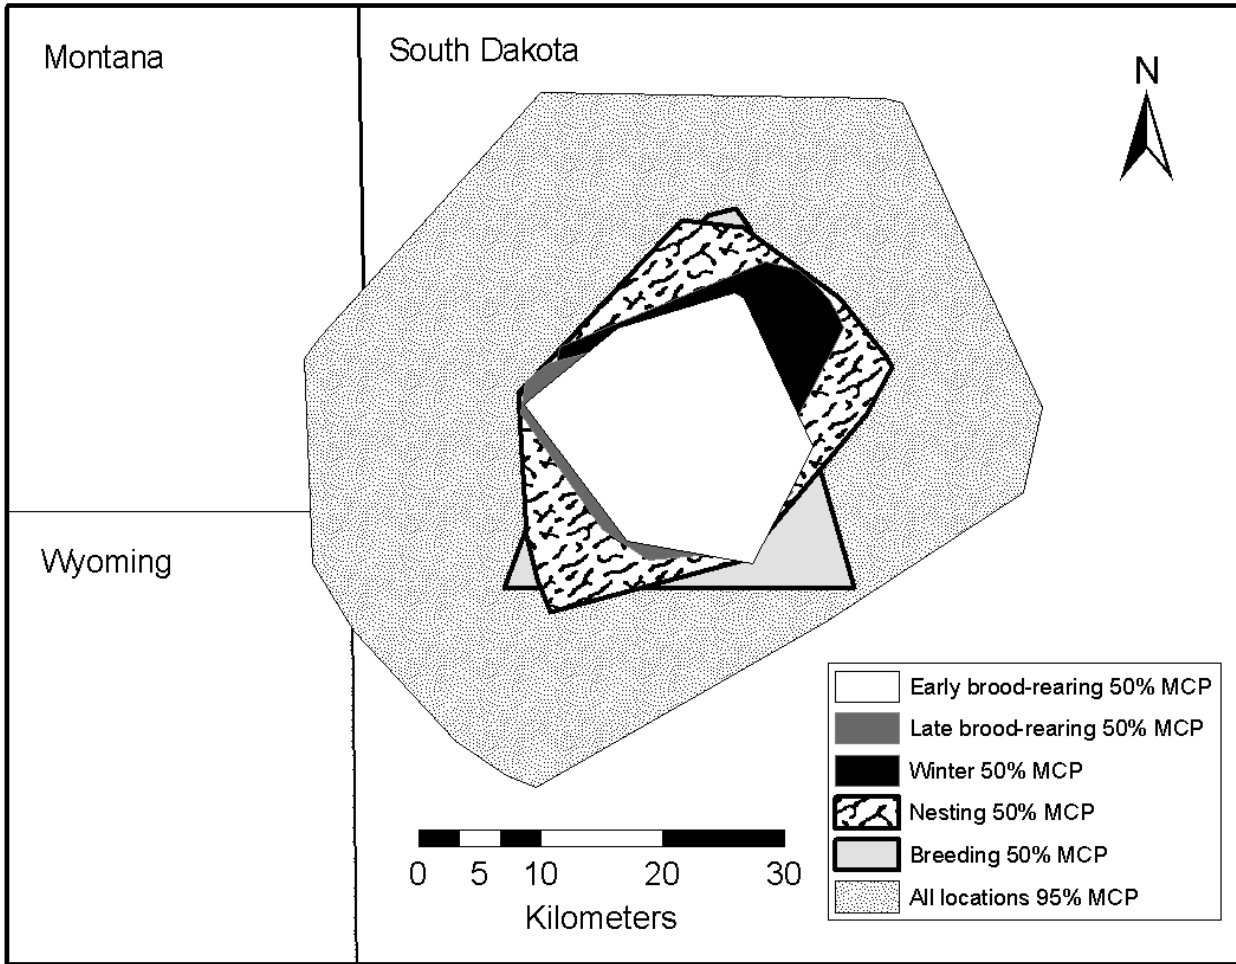 Montana
South Dakota
N
Wyoming
Early brood-rearing 50% MCP
Late brood-rearing 50% MCP
Winter 50% MCP
Nesting 50% MCP
Breeding 50% MCP
All locations 95% MCP
0 5 10 20 30
Kilometers